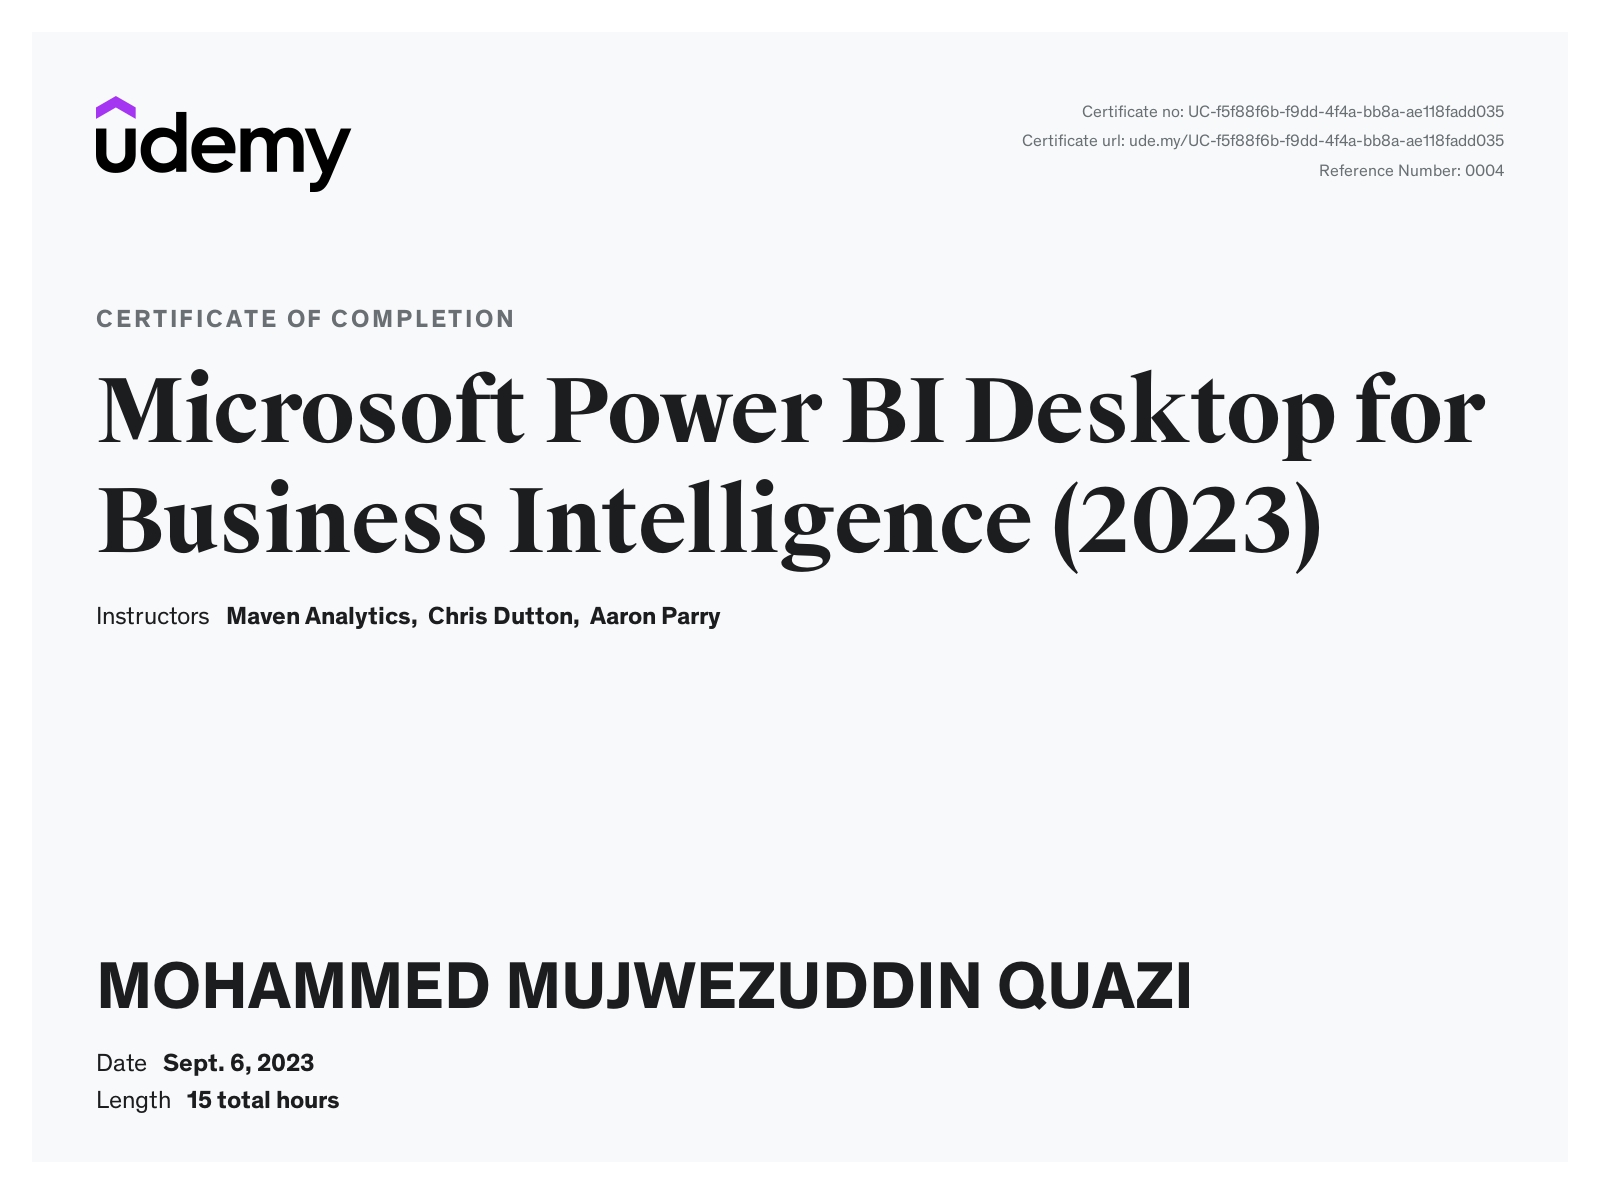 udemy
Certificate no: UC-f5f88f6b-f9dd-4f4a-bb8a-ae118fadd035
Certificate url: ude.my/UC-f5f88f6b-f9dd-4f4a-bb8a-ae118fadd035
Reference Number: 0004
CERTIFICATE OF COMPLETION
Microsoft Power BI Desktop for
Business Intelligence (2023)
Instructors Maven Analytics, Chris Dutton, Aaron Parry
MOHAMMED MUJWEZUDDIN QUAZI
Date Sept. 6, 2023
Length 15 total hours